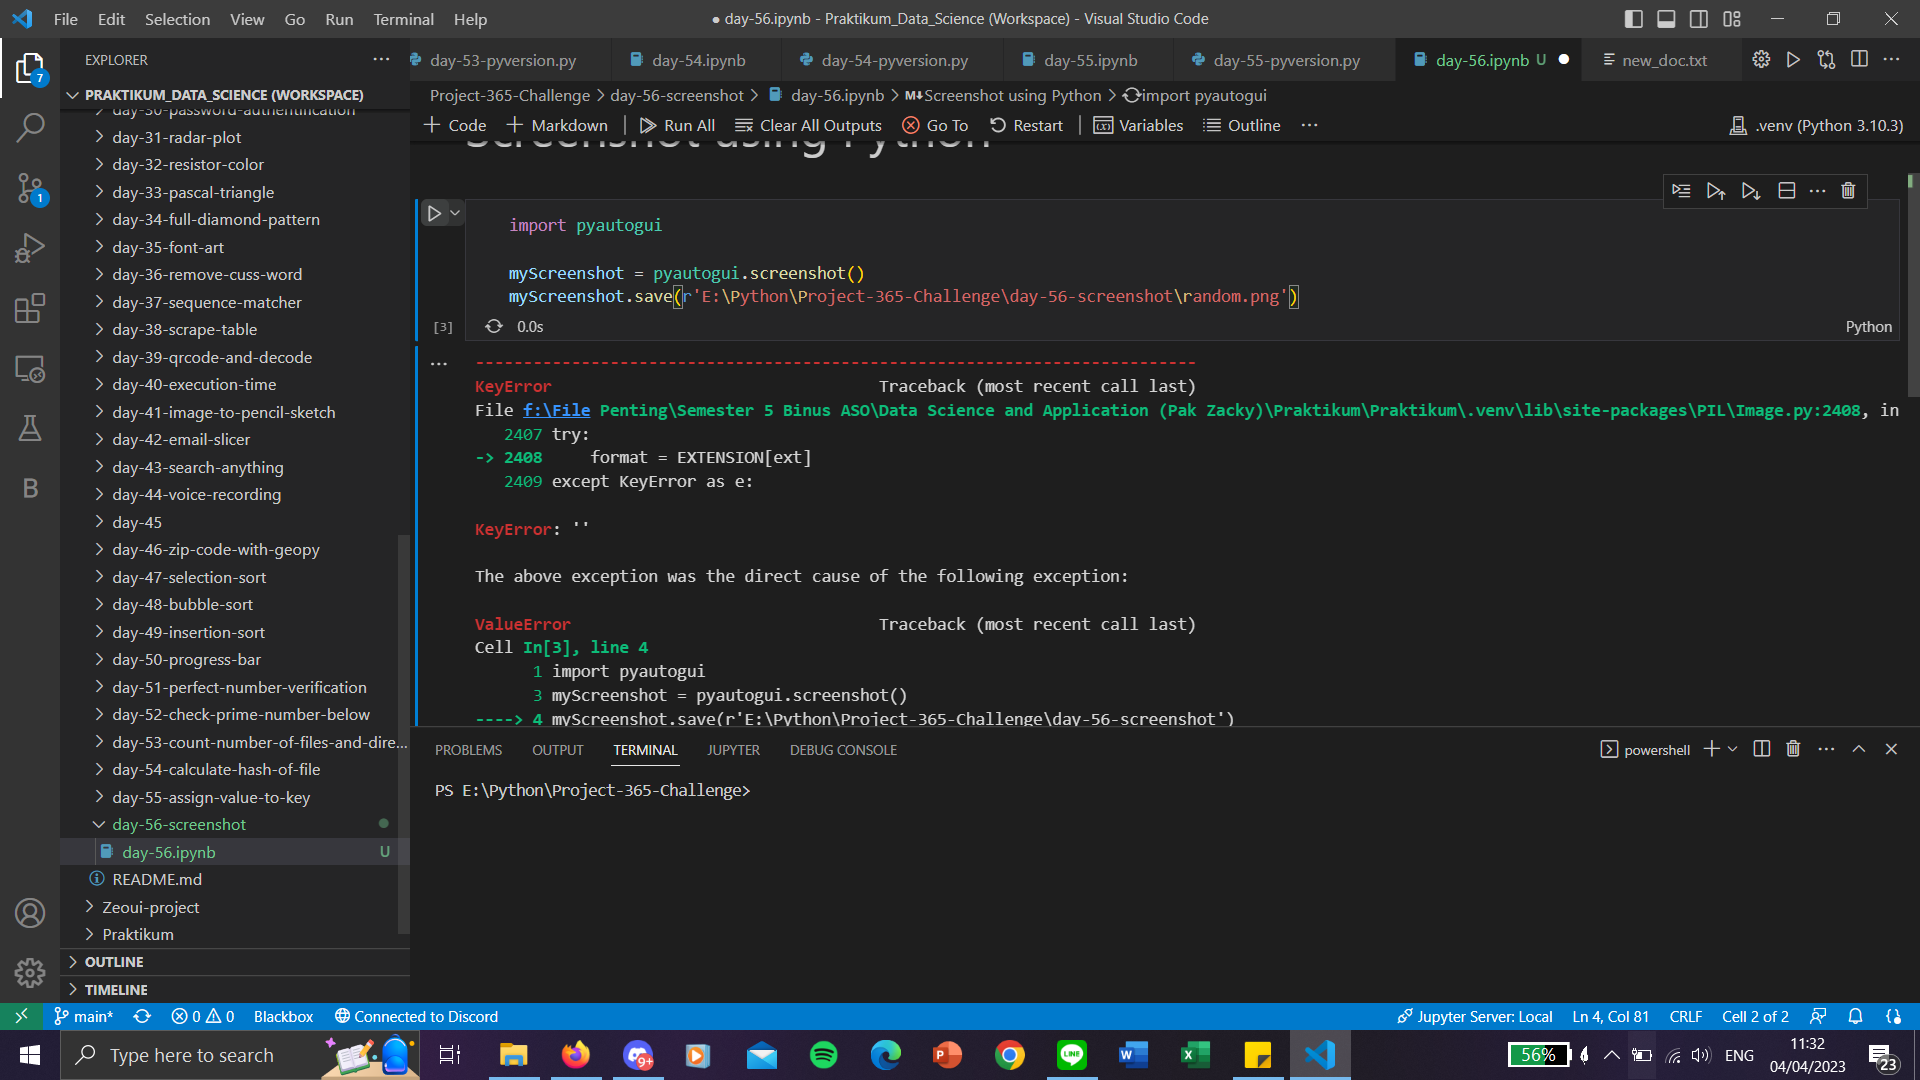 File Edit Selection View Go Run Terminal Help
● day-56.ipynb - Praktikum_Data_Science (Workspace) - Visual Studio Code
EXPLORER
day-53-pyversion.py day-54.ipynb day-54-pyversion.py day-55.ipynb day-55-pyversion.py day-56.ipynb U new_doc.txt
7
PRAKTIKUM_DATA_SCIENCE (WORKSPACE)
Project-365-Challenge > day-56-screenshot > day-56.ipynb > M↓Screenshot using Python > import pyautogui
+ Code + Markdown Run All Clear All Outputs Go To Restart Variables Outline ...
.venv (Python 3.10.3)
day-30-password-authentification
day-31-radar-plot
day-32-resistor-color
day-33-pascal-triangle
day-34-full-diamond-pattern
day-35-font-art
day-36-remove-cuss-word
day-37-sequence-matcher
day-38-scrape-table
day-39-qrcode-and-decode
day-40-execution-time
day-41-image-to-pencil-sketch
day-42-email-slicer
day-43-search-anything
day-44-voice-recording
day-45
day-46-zip-code-with-geopy
day-47-selection-sort
day-48-bubble-sort
day-49-insertion-sort
day-50-progress-bar
day-51-perfect-number-verification
day-52-check-prime-number-below
day-53-count-number-of-files-and-dire...
day-54-calculate-hash-of-file
day-55-assign-value-to-key
day-56-screenshot
day-56.ipynb U
README.md
Zeoui-project
Praktikum
OUTLINE
TIMELINE
1
B
Screenshot using Python
import pyautogui
myScreenshot = pyautogui.screenshot()
myScreenshot.save(r'E:\Python\Project-365-Challenge\day-56-screenshot\random.png')
[3] 0.0s
Python
...
---------------------------------------------------------------------------
KeyError Traceback (most recent call last)
File f:\File Penting\Semester 5 Binus ASO\Data Science and Application (Pak Zacky)\Praktikum\Praktikum\.venv\lib\site-packages\PIL\Image.py:2408, in
2407 try:
-> 2408 format = EXTENSION[ext]
2409 except KeyError as e:
KeyError: ''
The above exception was the direct cause of the following exception:
ValueError Traceback (most recent call last)
Cell In[3], line 4
1 import pyautogui
3 myScreenshot = pyautogui.screenshot()
----> 4 myScreenshot.save(r'E:\Python\Project-365-Challenge\day-56-screenshot')
PROBLEMS OUTPUT TERMINAL JUPYTER DEBUG CONSOLE
powershell
PS E:\Python\Project-365-Challenge>
main* 0 0 Blackbox Connected to Discord
Jupyter Server: Local Ln 4, Col 81 CRLF Cell 2 of 2
Type here to search
9+
LINE
56%
ENG
11:32
04/04/2023
23